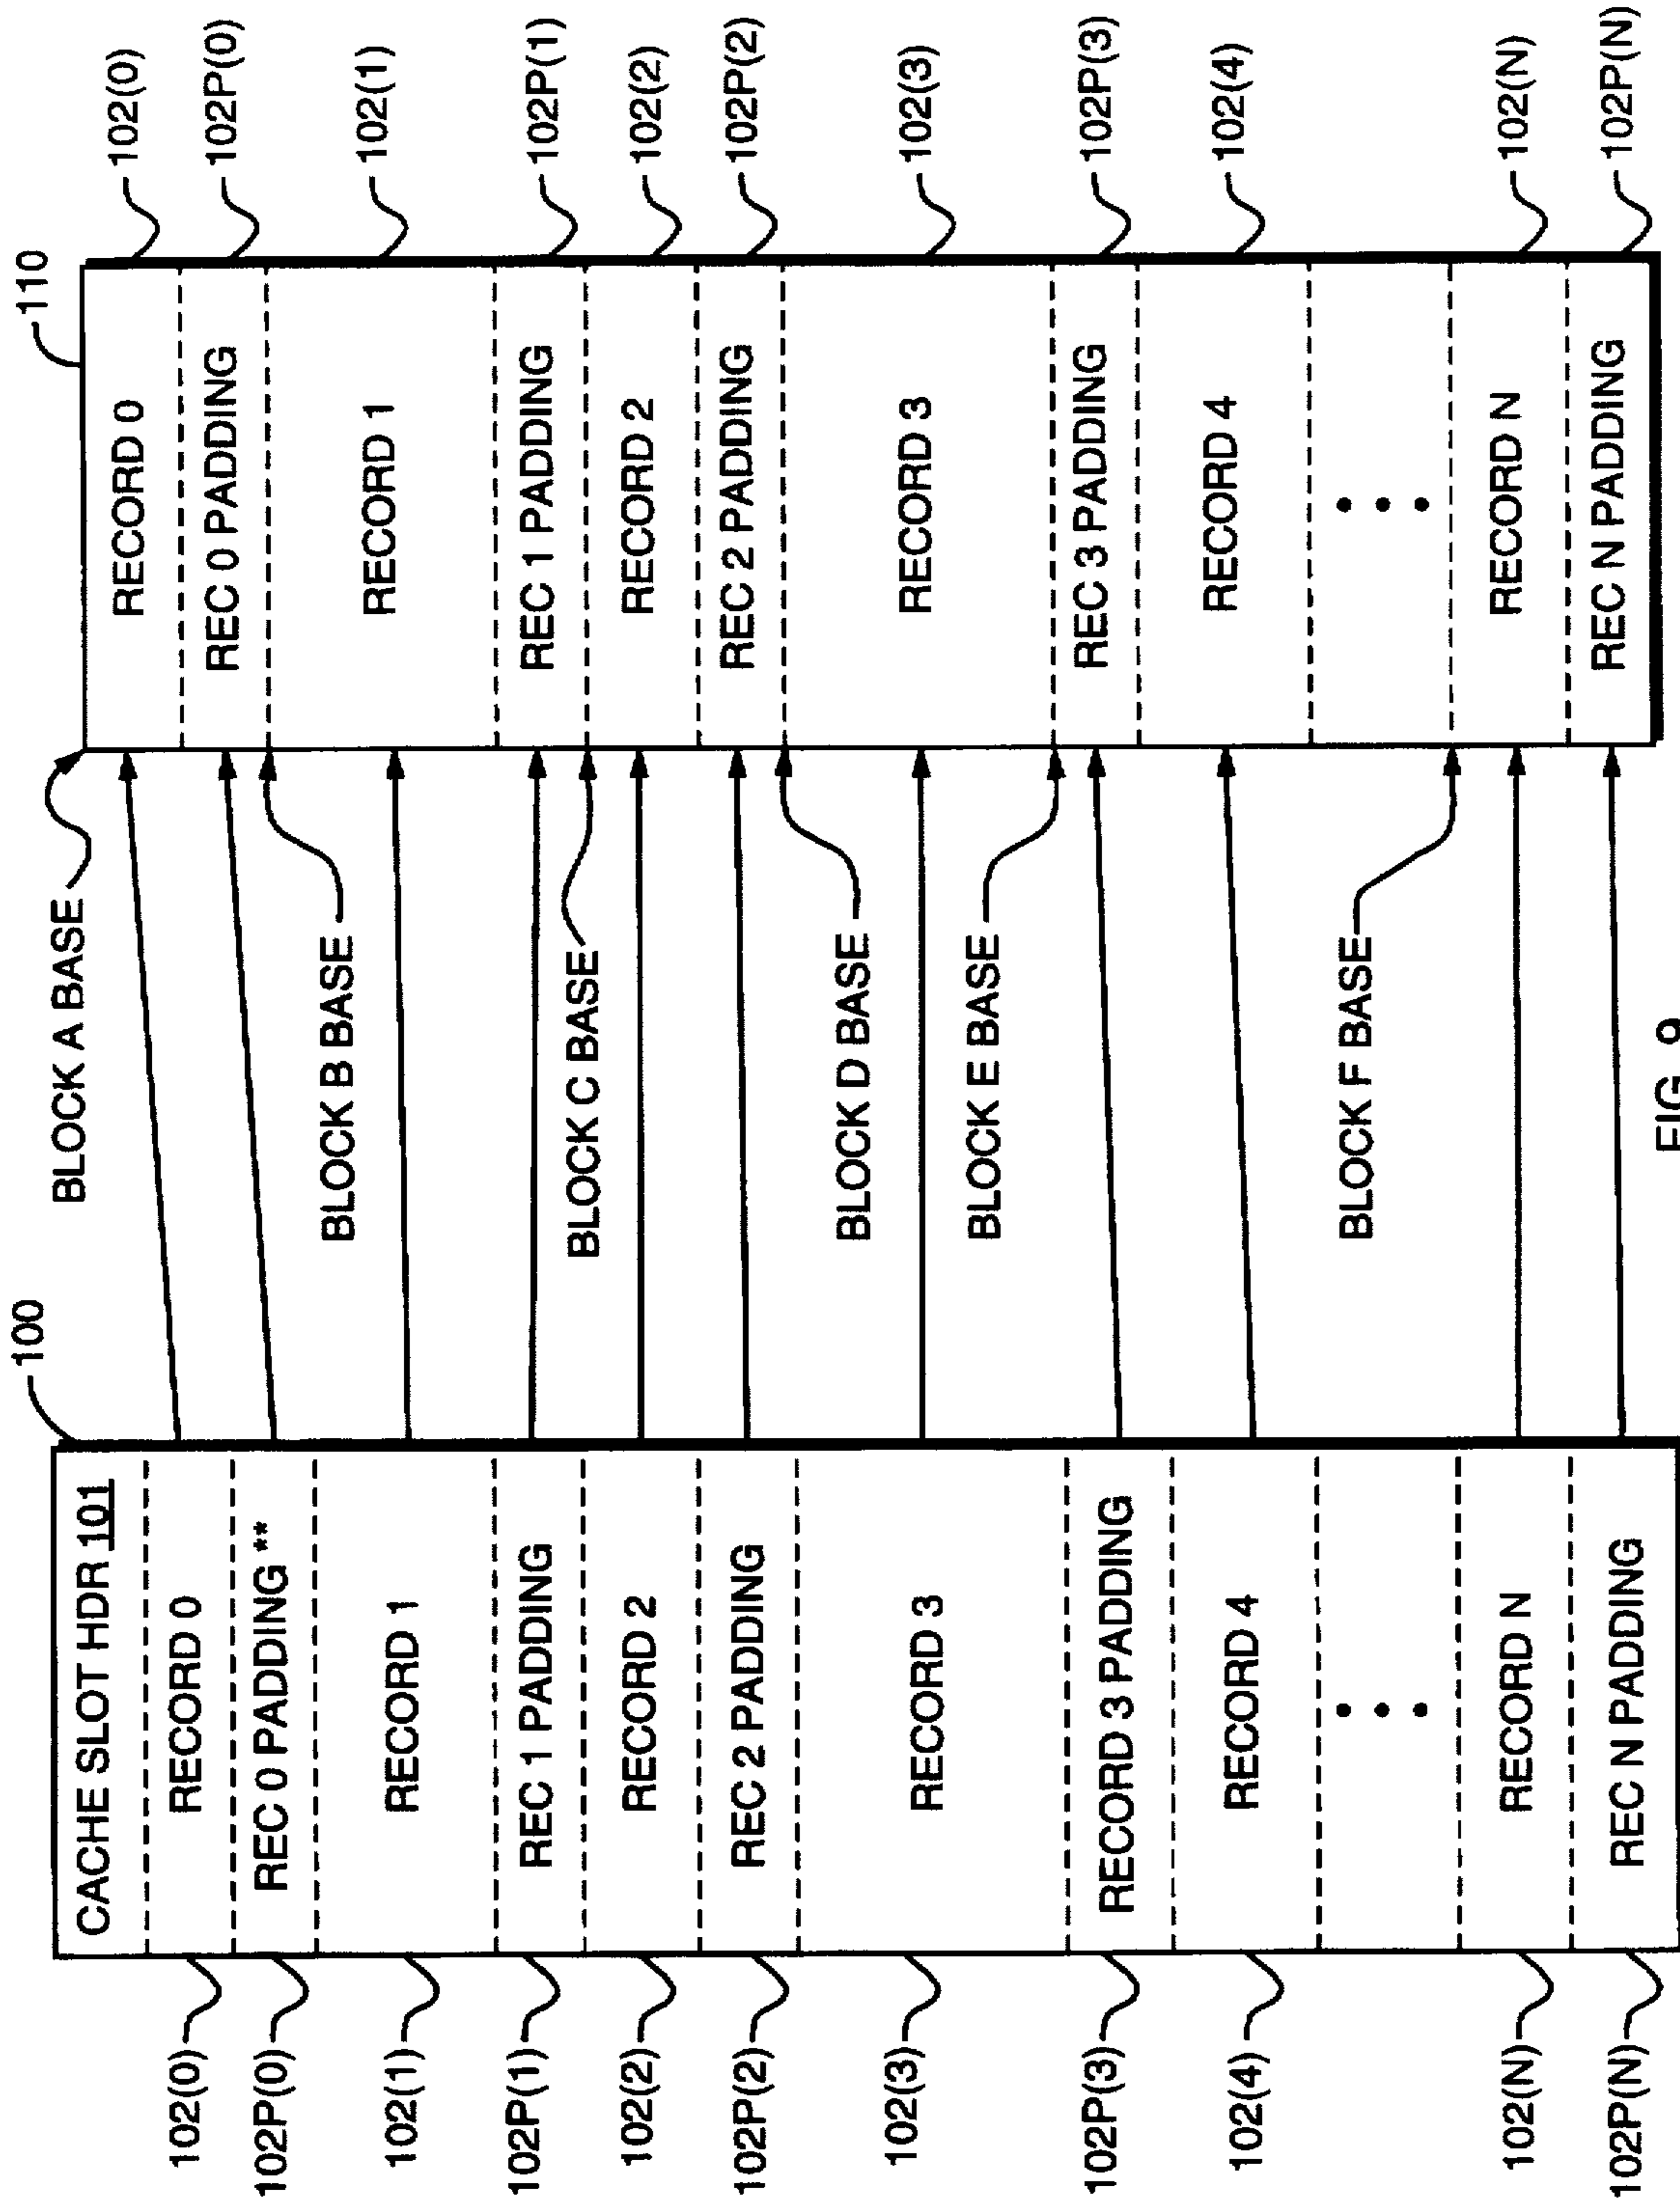 100
102(0)
102P(0)
102(1)
102P(1)
102(2)
102P(2)
102(3)
102P(3)
102(4)
102(N)
102P(N)
CACHE SLOT HDR 101
RECORD 0
REC 0 PADDING **
RECORD 1
REC 1 PADDING
RECORD 2
REC 2 PADDING
RECORD 3
RECORD 3 PADDING
RECORD 4
RECORD N
REC N PADDING
BLOCK A BASE
BLOCK B BASE
BLOCK C BASE
BLOCK D BASE
BLOCK E BASE
BLOCK F BASE
110
RECORD 0
REC 0 PADDING
RECORD 1
REC 1 PADDING
RECORD 2
REC 2 PADDING
RECORD 3
REC 3 PADDING
RECORD 4
RECORD N
REC N PADDING
102(0)
102P(0)
102(1)
102P(1)
102(2)
102P(2)
102(3)
102P(3)
102(4)
102(N)
102P(N)
FIG. 9